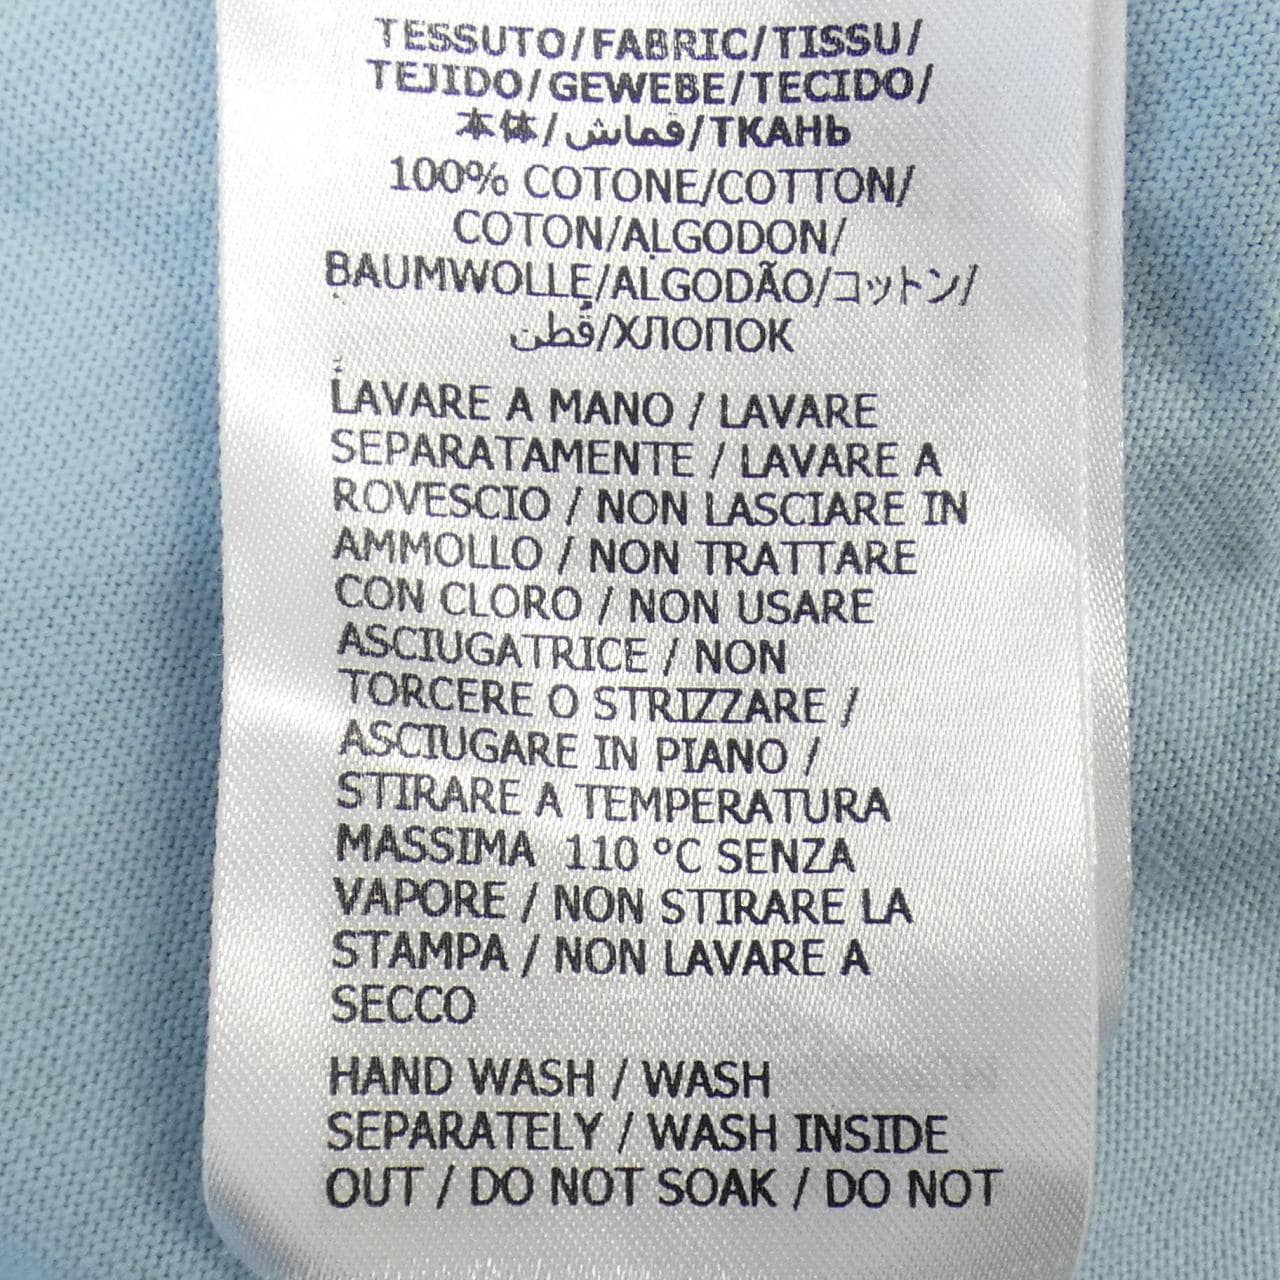 TESSUTO/FABRIC/TISSU/
TEJIDO/GEWEBE/TECIDO/
本体/قماش/ТКАНЬ
100% COTONE/COTTON/
COTON/ALGODON/
BAUMWOLLE/ALGODÃO/コットン/
قطن/ХЛОПОК
LAVARE A MANO / LAVARE
SEPARATAMENTE / LAVARE A
ROVESCIO / NON LASCIARE IN
AMMOLLO / NON TRATTARE
CON CLORO / NON USARE
ASCIUGATRICE / NON
TORCERE O STRIZZARE /
ASCIUGARE IN PIANO /
STIRARE A TEMPERATURA
MASSIMA 110 °C SENZA
VAPORE / NON STIRARE LA
STAMPA / NON LAVARE A
SECCO
HAND WASH / WASH
SEPARATELY / WASH INSIDE
OUT / DO NOT SOAK / DO NOT